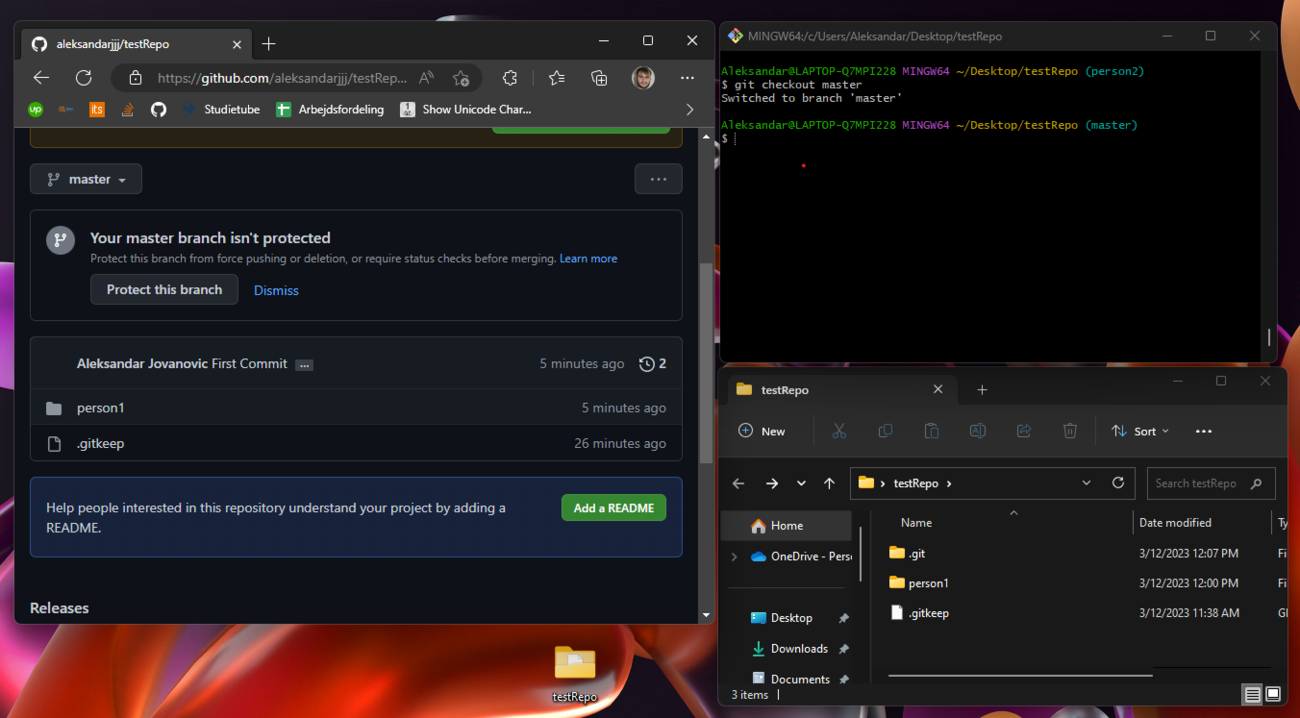 aleksandarjjj/testRepo
https://github.com/aleksandarjjj/testRep...
up
its
Studietube
Arbejdsfordeling
Show Unicode Char...
master
Your master branch isn't protected
Protect this branch from force pushing or deletion, or require status checks before merging. Learn more
Protect this branch
Dismiss
Aleksandar Jovanovic First Commit ... 5 minutes ago 2
person1 5 minutes ago
.gitkeep 26 minutes ago
Help people interested in this repository understand your project by adding a
README.
Add a README
Releases
testRepo
MINGW64:/c/Users/Aleksandar/Desktop/testRepo
Aleksandar@LAPTOP-Q7MPI228 MINGW64 ~/Desktop/testRepo (person2)
$ git checkout master
Switched to branch 'master'
Aleksandar@LAPTOP-Q7MPI228 MINGW64 ~/Desktop/testRepo (master)
$
testRepo
New
Sort
testRepo
Search testRepo
Home
OneDrive - Perso
Desktop
Downloads
Documents
Name Date modified Ty
.git 3/12/2023 12:07 PM Fi
person1 3/12/2023 12:00 PM Fi
.gitkeep 3/12/2023 11:38 AM GI
3 items